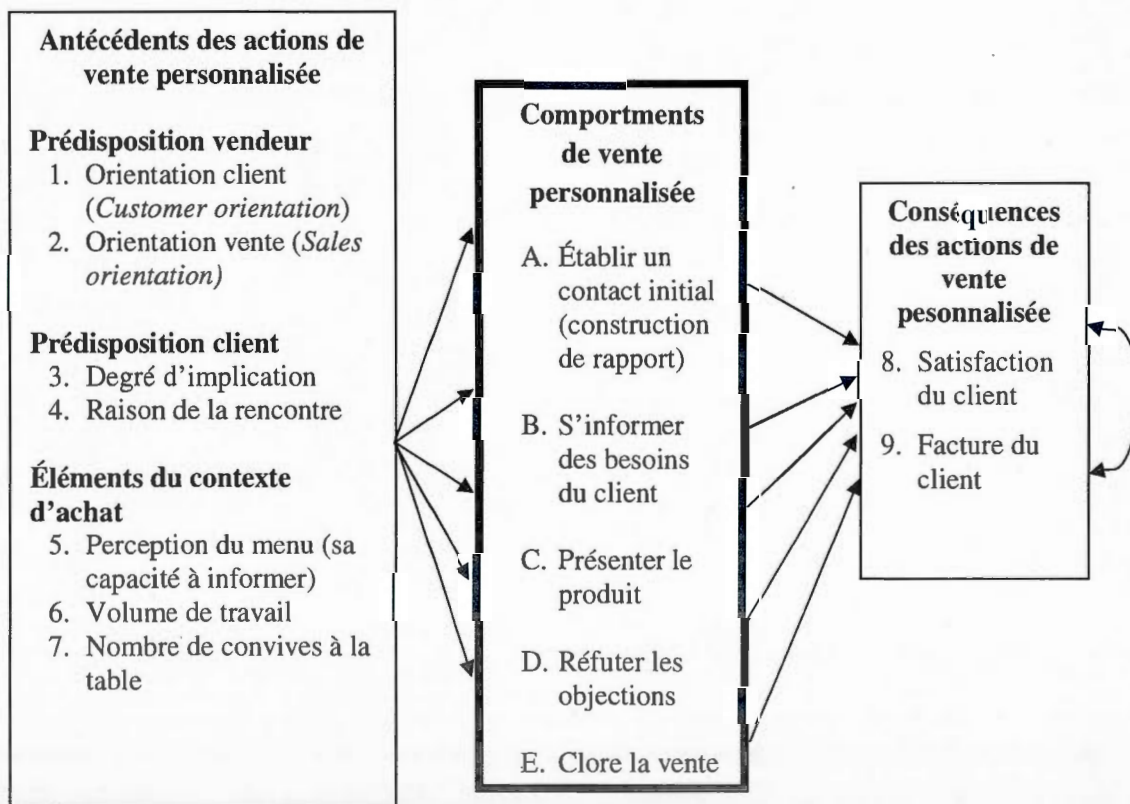 Antécédents des actions de
vente personnalisée
Prédisposition vendeur
1. Orientation client
(Customer orientation)
2. Orientation vente (Sales
orientation)
Prédisposition client
3. Degré d'implication
4. Raison de la rencontre
Éléments du contexte
d'achat
5. Perception du menu (sa
capacité à informer)
6. Volume de travail
7. Nombre de convives à la
table
Comportments
de vente
personnalisée
A. Établir un
contact initial
(construction
de rapport)
B. S'informer
des besoins
du client
C. Présenter le
produit
D. Réfuter les
objections
E. Clore la vente
Conséquences
des actions de
vente
pesonnalisée
8. Satisfaction
du client
9. Facture du
client